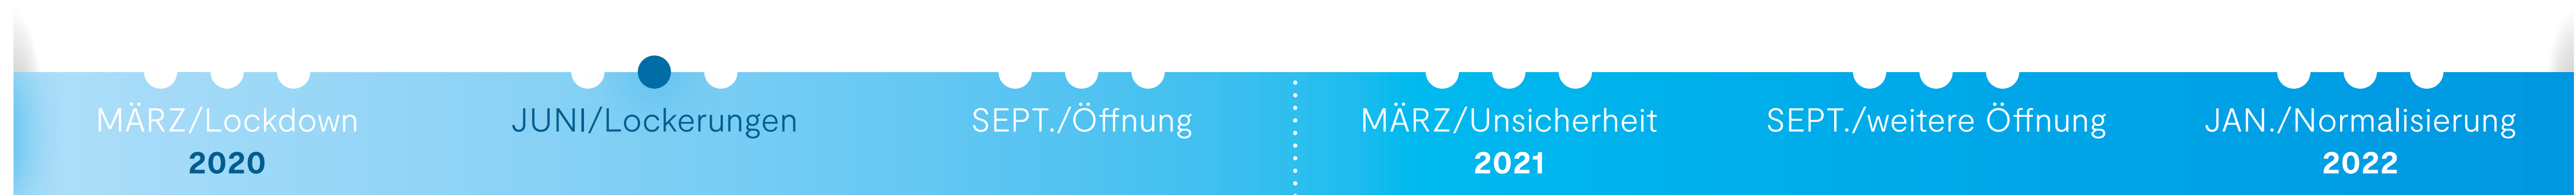 MÄRZ/Lockdown
2020
JUNI/Lockerungen
SEPT./Öffnung
MÄRZ/Unsicherheit
2021
SEPT./weitere Öffnung
JAN./Normalisierung
2022